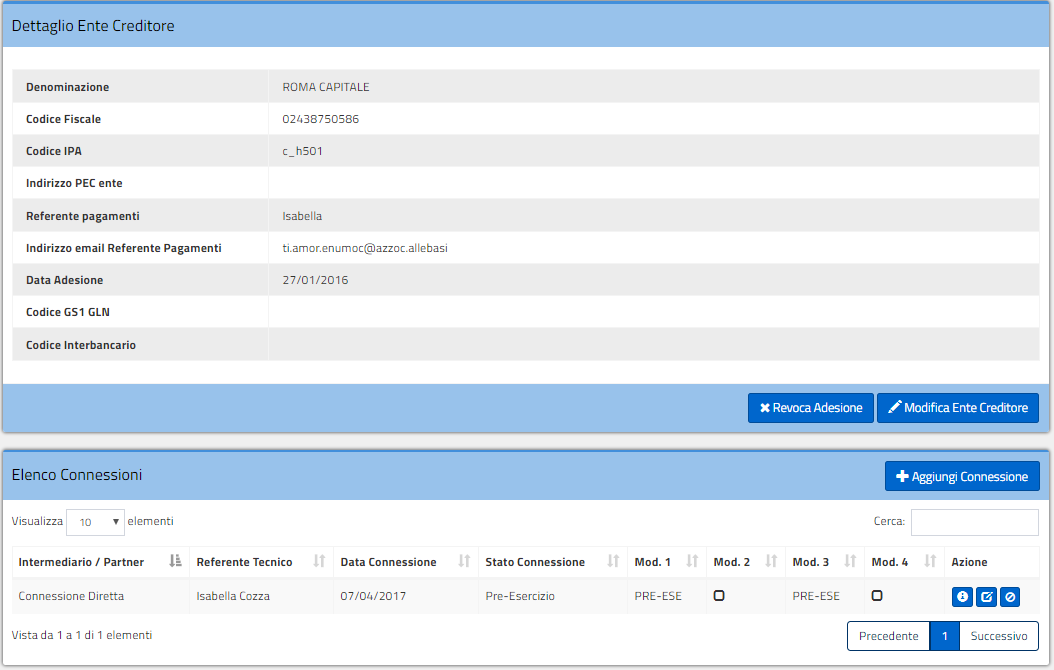 Dettaglio Ente Creditore
Denominazione ROMA CAPITALE
Codice Fiscale 02438750586
Codice IPA c_h501
Indirizzo PEC ente
Referente pagamenti Isabella
Indirizzo email Referente Pagamenti ti.amor.enumoc@azzoc.allebasi
Data Adesione 27/01/2016
Codice GS1 GLN
Codice Interbancario
Revoca Adesione Modifica Ente Creditore
Elenco Connessioni Aggiungi Connessione
Visualizza 10 elementi Cerca:
Intermediario / Partner Referente Tecnico Data Connessione Stato Connessione Mod. 1 Mod. 2 Mod. 3 Mod. 4 Azione
Connessione Diretta Isabella Cozza 07/04/2017 Pre-Esercizio PRE-ESE PRE-ESE
Vista da 1 a 1 di 1 elementi Precedente 1 Successivo